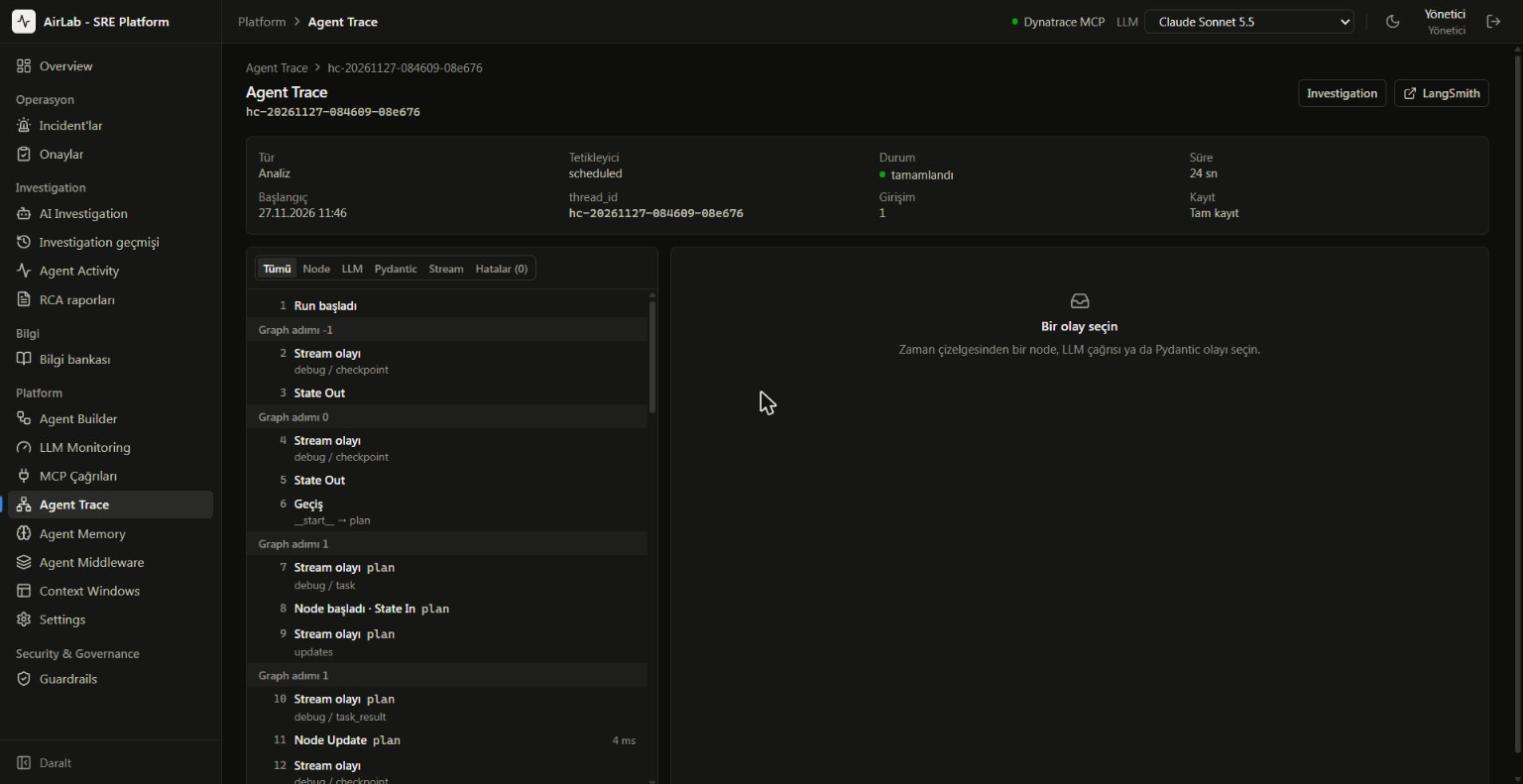 AirLab - SRE Platform
Platform > Agent Trace
Dynatrace MCP LLM Claude Sonnet 5.5
Yönetici
Yönetici
Overview
Operasyon
Incident'lar
Onaylar
Investigation
AI Investigation
Investigation geçmişi
Agent Activity
RCA raporları
Bilgi
Bilgi bankası
Platform
Agent Builder
LLM Monitoring
MCP Çağrıları
Agent Trace
Agent Memory
Agent Middleware
Context Windows
Settings
Security & Governance
Guardrails
Daralt
Agent Trace > hc-20261127-084609-08e676
Agent Trace
hc-20261127-084609-08e676
Investigation
LangSmith
Tür
Analiz
Tetikleyici
scheduled
Durum
tamamlandı
Süre
24 sn
Başlangıç
27.11.2026 11:46
thread_id
hc-20261127-084609-08e676
Girişim
1
Kayıt
Tam kayıt
Tümü Node LLM Pydantic Stream Hatalar (0)
1 Run başladı
Graph adımı -1
2 Stream olayı
debug / checkpoint
3 State Out
Graph adımı 0
4 Stream olayı
debug / checkpoint
5 State Out
6 Geçiş
__start__ → plan
Graph adımı 1
7 Stream olayı plan
debug / task
8 Node başladı · State In plan
9 Stream olayı plan
updates
Graph adımı 1
10 Stream olayı plan
debug / task_result
11 Node Update plan 4 ms
12 Stream olayı
debug / checkpoint
Bir olay seçin
Zaman çizelgesinden bir node, LLM çağrısı ya da Pydantic olayı seçin.